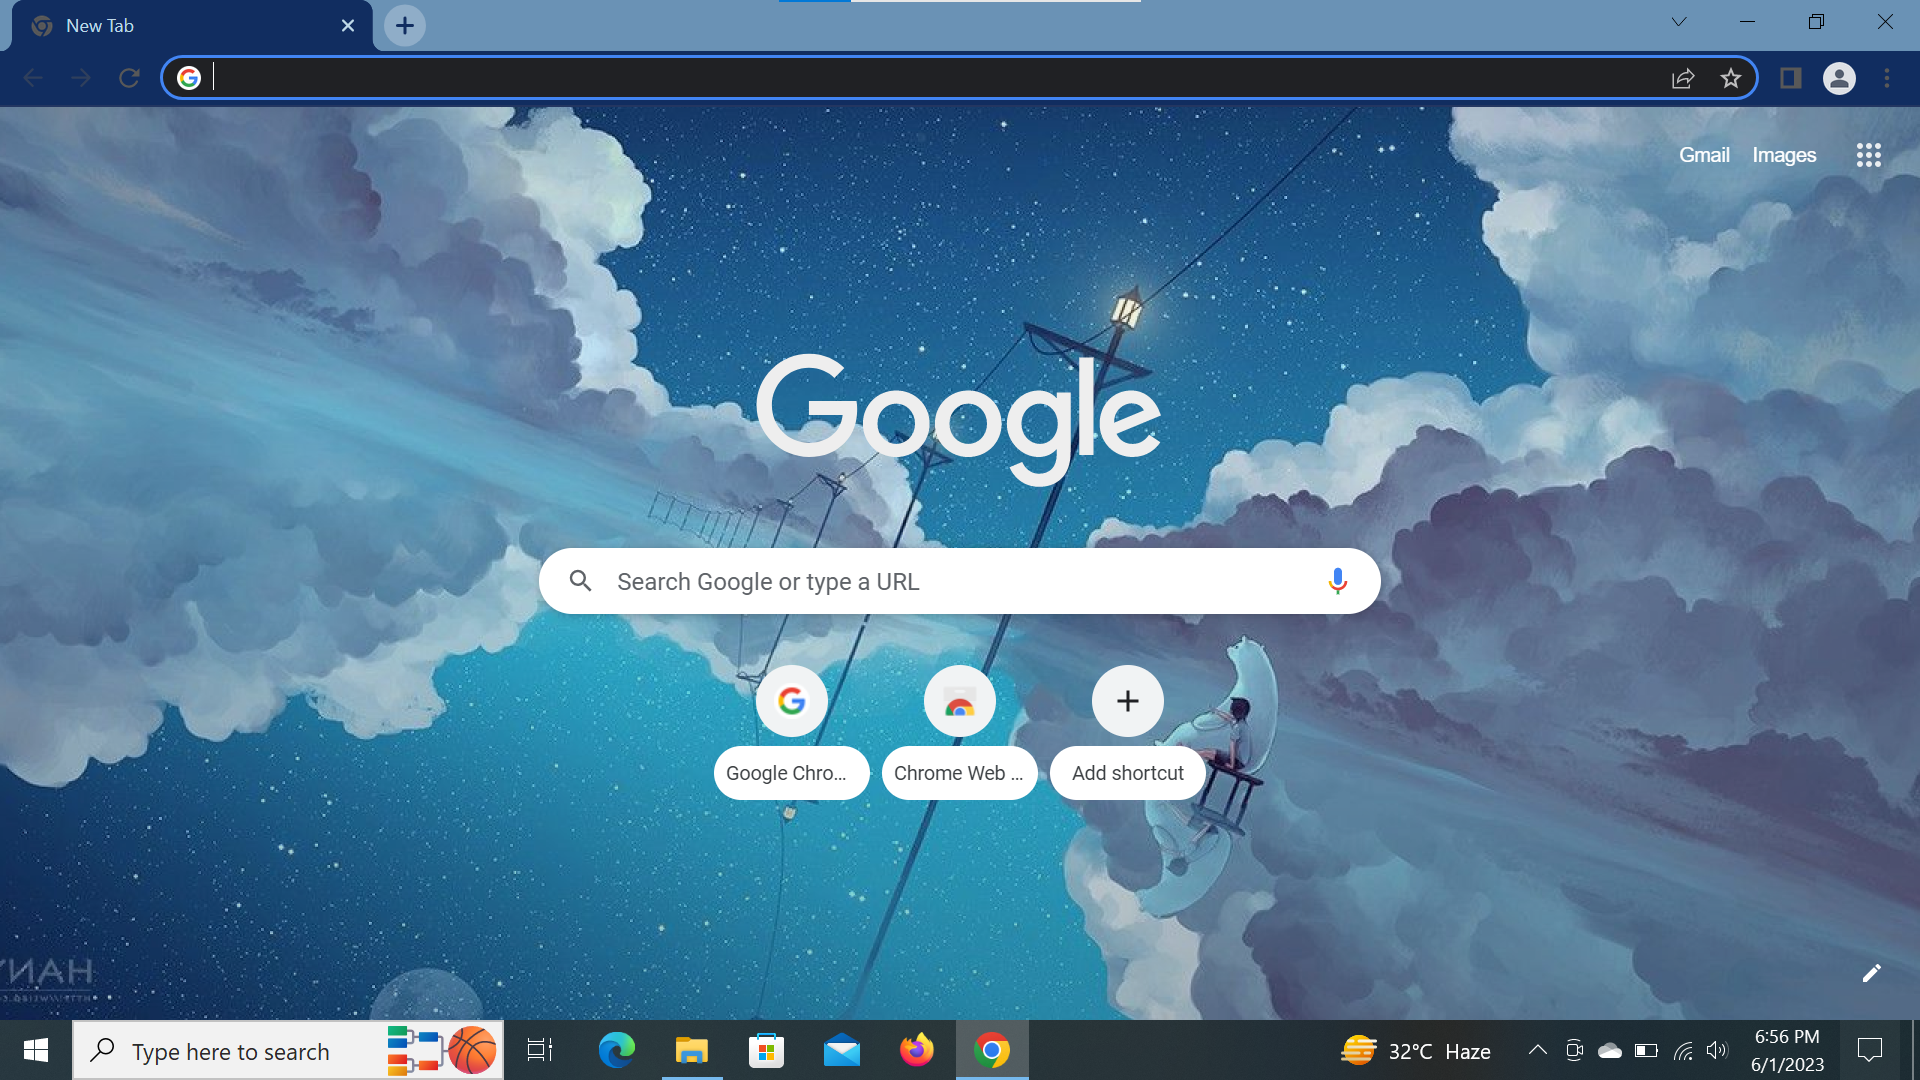 New Tab
Gmail Images
Google
Search Google or type a URL
Google Chro...
Chrome Web ...
Add shortcut
Type here to search
32°C Haze
6:56 PM
6/1/2023